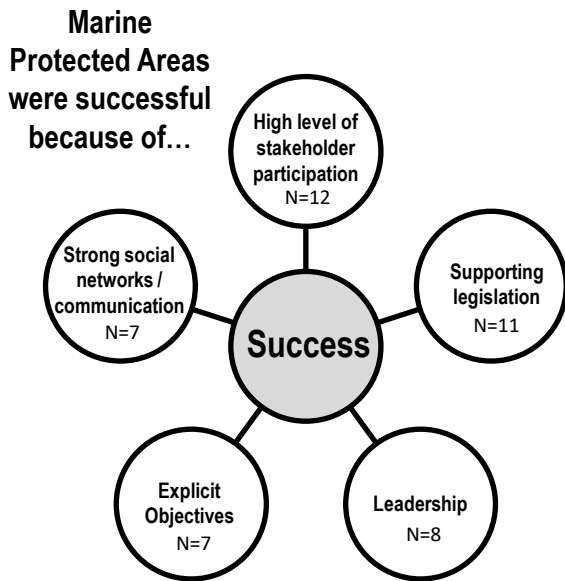 Marine
Protected Areas
were successful
because of…
High level of
stakeholder
participation
N=12
Strong social
networks /
communication
N=7
Supporting
legislation
N=11
Success
Explicit
Objectives
N=7
Leadership
N=8